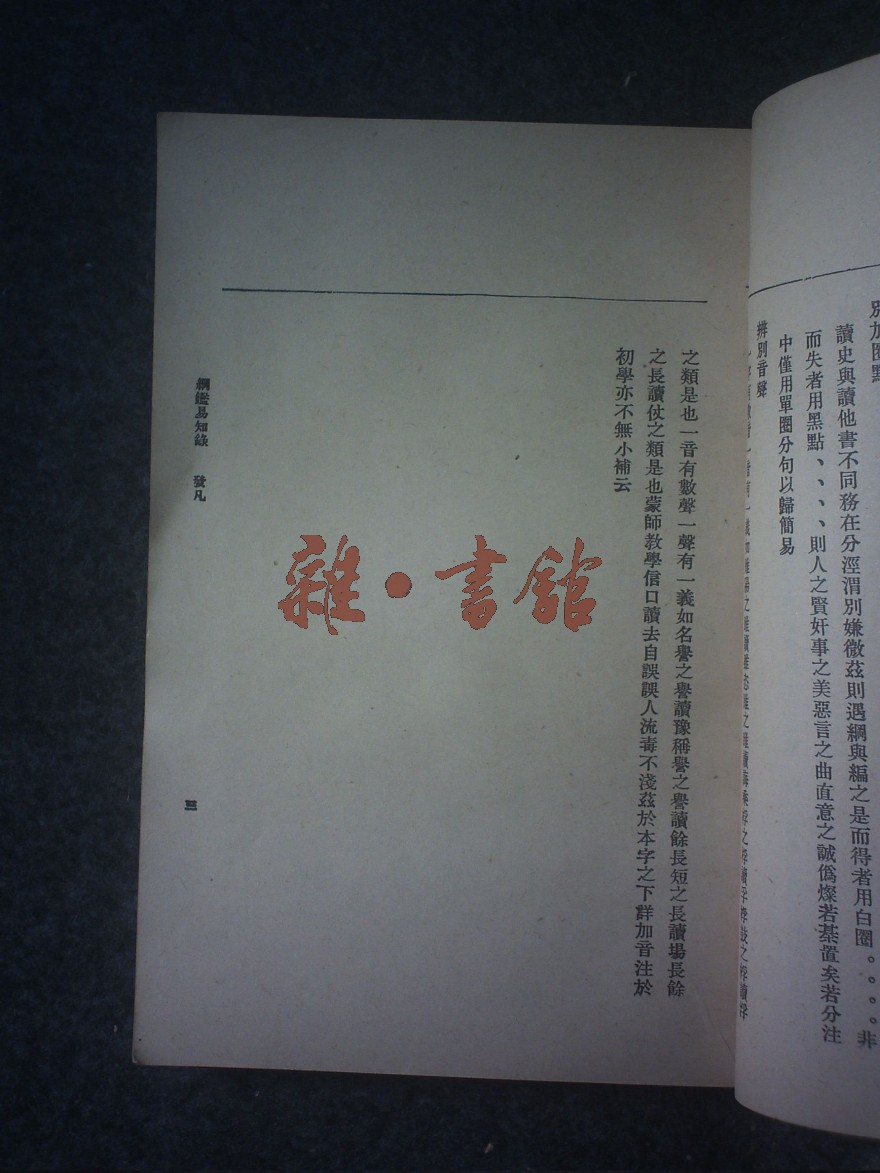 別加圈點
讀史與讀他書不同務在分涇渭別嫌微茲則遇綱與編之是而得者用白圈。。。。非
而失者用黑點、、、、則人之賢奸事之美惡言之曲直意之誠僞燦若棊置矣若分注
中僅用單圈分句以歸簡易
辨別音聲
之類是也一音有數聲一聲有一義如名譽之譽讀豫稱譽之譽讀餘長短之長讀場長餘
之長讀仗之類是也蒙師教學信口讀去自誤誤人流毒不淺茲於本字之下詳加音注於
初學亦不無小補云
綱鑑易知錄 發凡
三
雜·書館